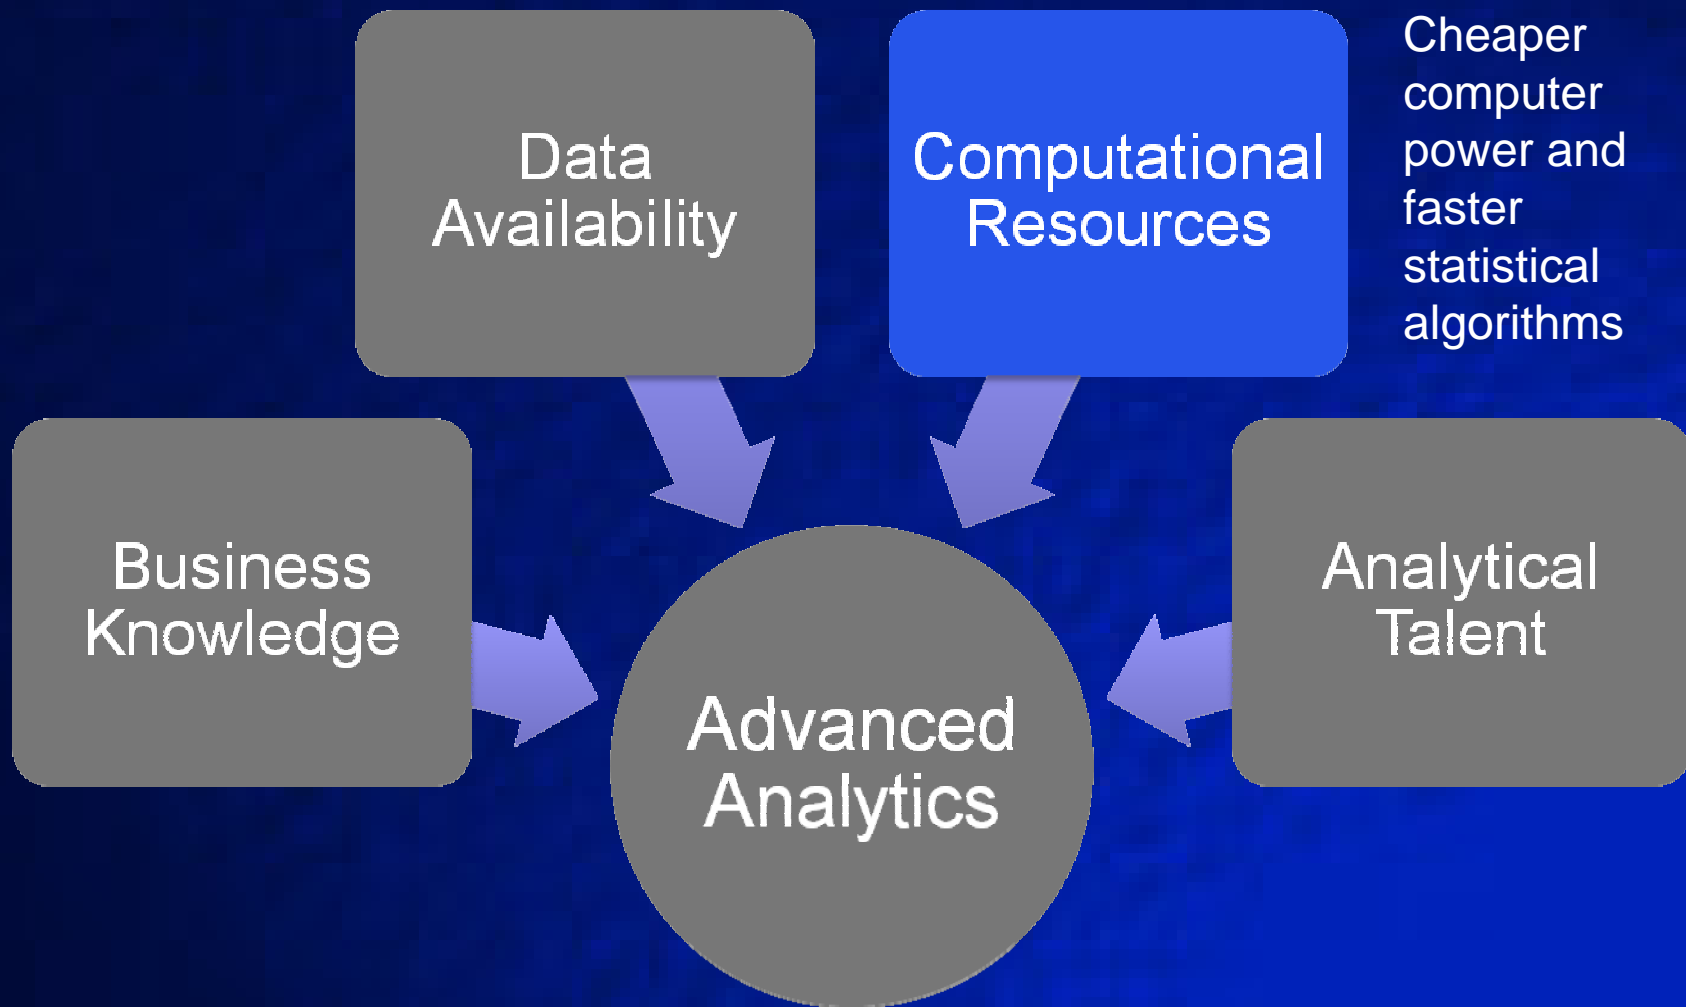 Data
Availability
Computational
Resources
Cheaper
computer
power and
faster
statistical
algorithms
Business
Knowledge
Analytical
Talent
Advanced
Analytics